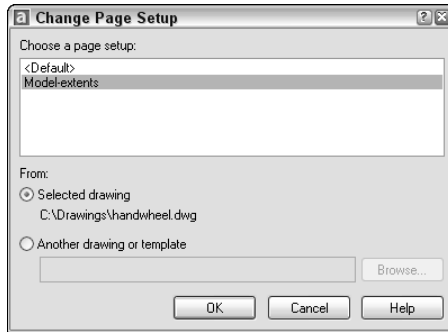 a Change Page Setup
Choose a page setup:
<Default>
Model-extents
From:
Selected drawing
C:\Drawings\handwheel.dwg
Another drawing or template
Browse...
OK Cancel Help